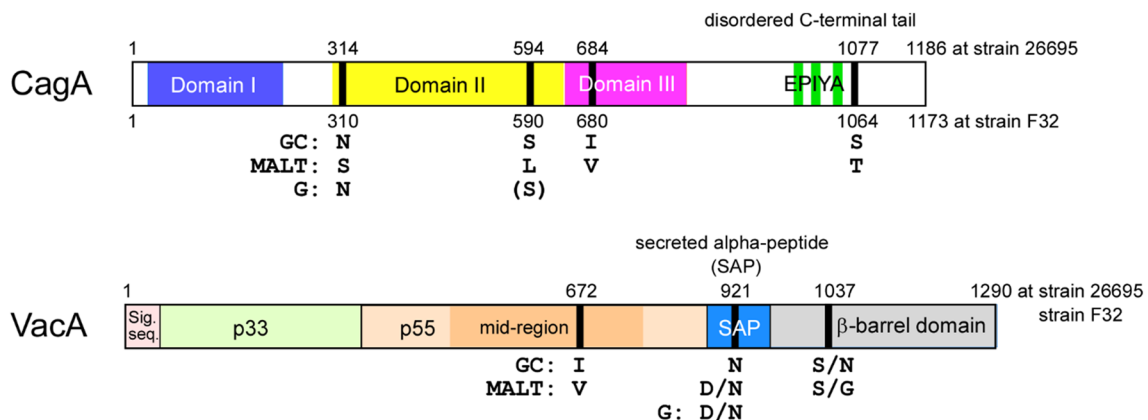 disordered C-terminal tail
1 314 594 684 1077 1186 at strain 26695
CagA Domain I Domain II Domain III EPIYA
1 310 590 680 1064 1173 at strain F32
GC: N S I S
MALT: S L V T
G: N (S)
secreted alpha-peptide
(SAP)
1 672 921 1037 1290 at strain 26695
strain F32
VacA Sig. seq. p33 p55 mid-region SAP β-barrel domain
GC: I N S/N
MALT: V D/N S/G
G: D/N